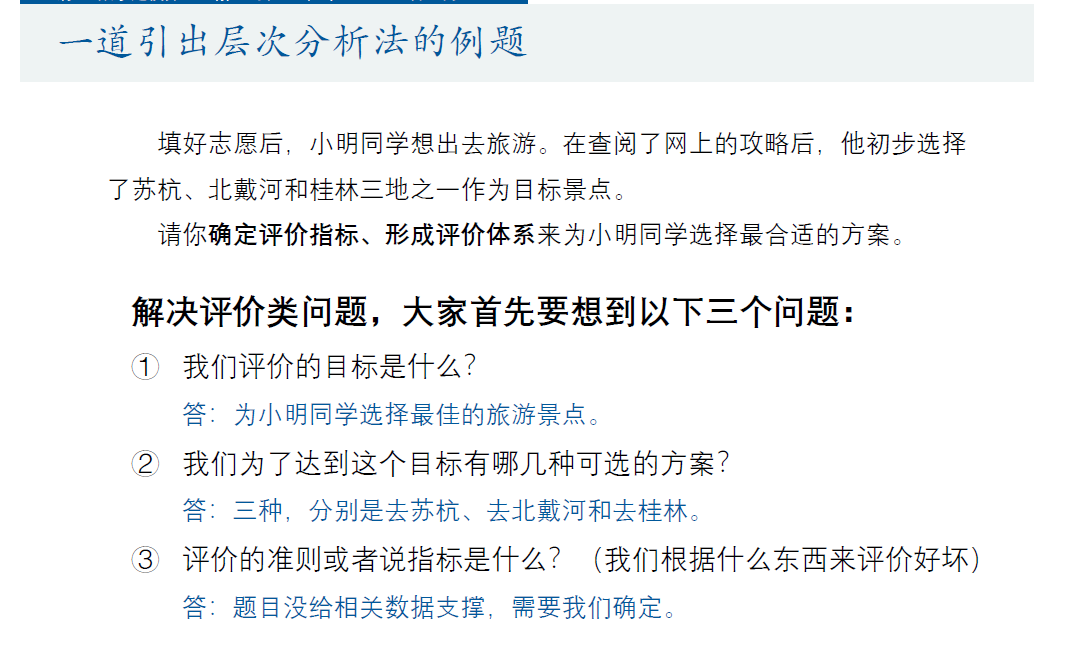 一道引出层次分析法的例题
填好志愿后，小明同学想出去旅游。在查阅了网上的攻略后，他初步选择
了苏杭、北戴河和桂林三地之一作为目标景点。
请你确定评价指标、形成评价体系来为小明同学选择最合适的方案。
解决评价类问题，大家首先要想到以下三个问题：
① 我们评价的目标是什么？
答：为小明同学选择最佳的旅游景点。
② 我们为了达到这个目标有哪几种可选的方案？
答：三种，分别是去苏杭、去北戴河和去桂林。
③ 评价的准则或者说指标是什么？（我们根据什么东西来评价好坏）
答：题目没给相关数据支撑，需要我们确定。